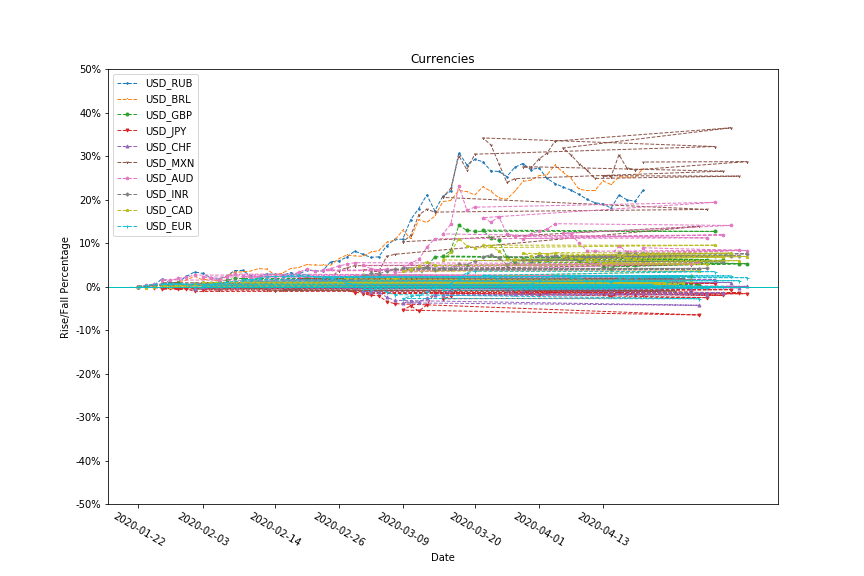 Currencies
50%
40%
30%
20%
10%
0%
-10%
-20%
-30%
-40%
-50%
Rise/Fall Percentage
USD_RUB
USD_BRL
USD_GBP
USD_JPY
USD_CHF
USD_MXN
USD_AUD
USD_INR
USD_CAD
USD_EUR
2020-01-22
2020-02-03
2020-02-14
2020-02-26
2020-03-09
2020-03-20
2020-04-01
2020-04-13
Date